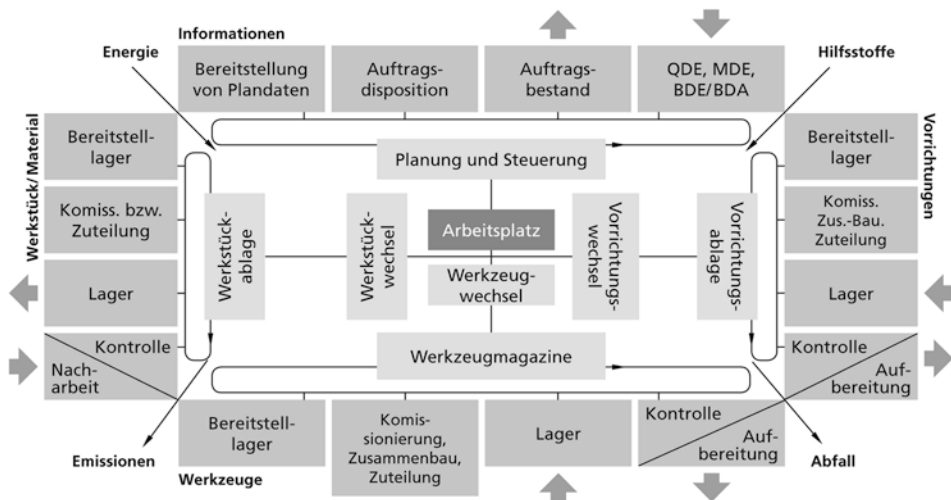 Informationen
Energie
Hilfsstoffe
Bereitstellung
von Plandaten
Auftrags-
disposition
Auftrags-
bestand
QDE, MDE,
BDE/BDA
Werkstück/Material
Bereitstell-
lager
Komiss. bzw.
Zuteilung
Lager
Kontrolle
Nach-
arbeit
Planung und Steuerung
Werkstück-
ablage
Werkstück-
wechsel
Arbeitsplatz
Werkzeug-
wechsel
Vorrichtungs-
wechsel
Vorrichtungs-
ablage
Werkzeugmagazine
Vorrichtungen
Bereitstell-
lager
Komiss.
Zus.-Bau.
Zuteilung
Lager
Kontrolle
Auf-
bereitung
Bereitstell-
lager
Komis-
sionierung,
Zusammenbau,
Zuteilung
Lager
Kontrolle
Auf-
bereitung
Emissionen
Abfall
Werkzeuge